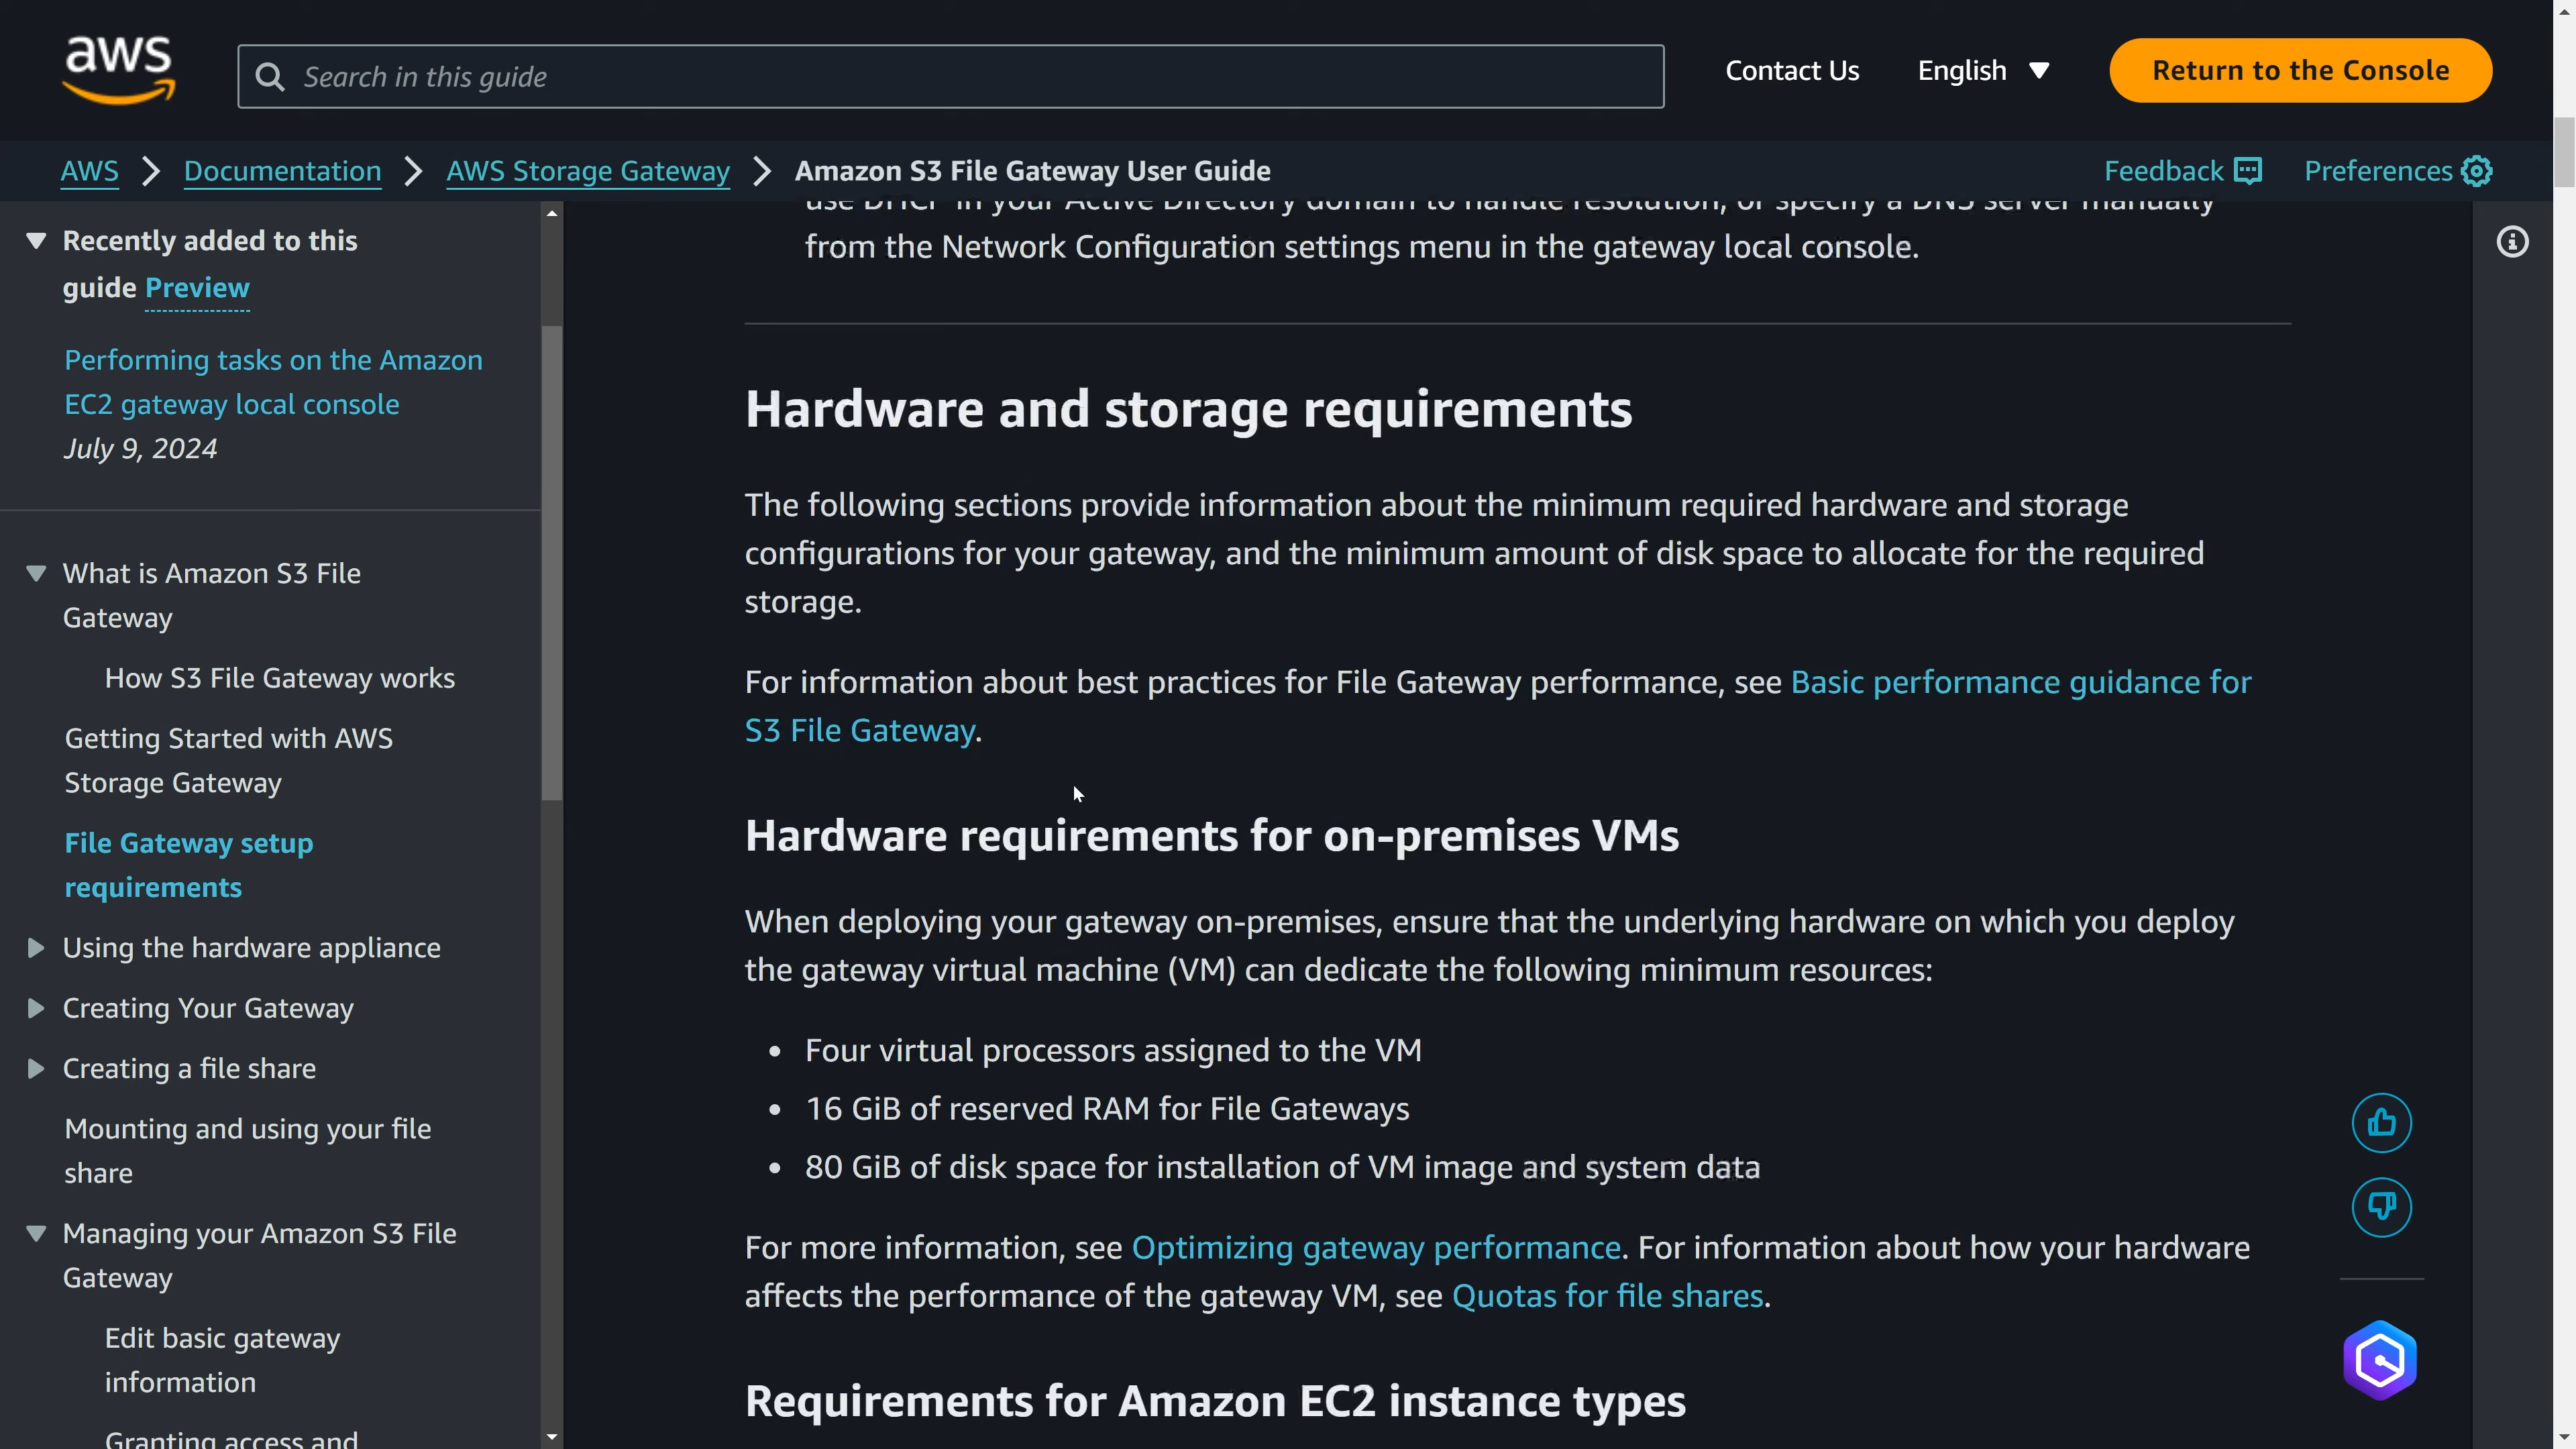 aws
Search in this guide
Contact Us
English
Return to the Console
AWS
Documentation
AWS Storage Gateway
Amazon S3 File Gateway User Guide
Feedback
Preferences
Recently added to this
guide Preview
Performing tasks on the Amazon
EC2 gateway local console
July 9, 2024
What is Amazon S3 File
Gateway
How S3 File Gateway works
Getting Started with AWS
Storage Gateway
File Gateway setup
requirements
Using the hardware appliance
Creating Your Gateway
Creating a file share
Mounting and using your file
share
Managing your Amazon S3 File
Gateway
Edit basic gateway
information
Granting access and
use DHCP in your Active Directory domain to handle resolution, or specify a DNS server manually
from the Network Configuration settings menu in the gateway local console.
Hardware and storage requirements
The following sections provide information about the minimum required hardware and storage
configurations for your gateway, and the minimum amount of disk space to allocate for the required
storage.
For information about best practices for File Gateway performance, see Basic performance guidance for
S3 File Gateway.
Hardware requirements for on-premises VMs
When deploying your gateway on-premises, ensure that the underlying hardware on which you deploy
the gateway virtual machine (VM) can dedicate the following minimum resources:
• Four virtual processors assigned to the VM
• 16 GiB of reserved RAM for File Gateways
• 80 GiB of disk space for installation of VM image and system data
For more information, see Optimizing gateway performance. For information about how your hardware
affects the performance of the gateway VM, see Quotas for file shares.
Requirements for Amazon EC2 instance types